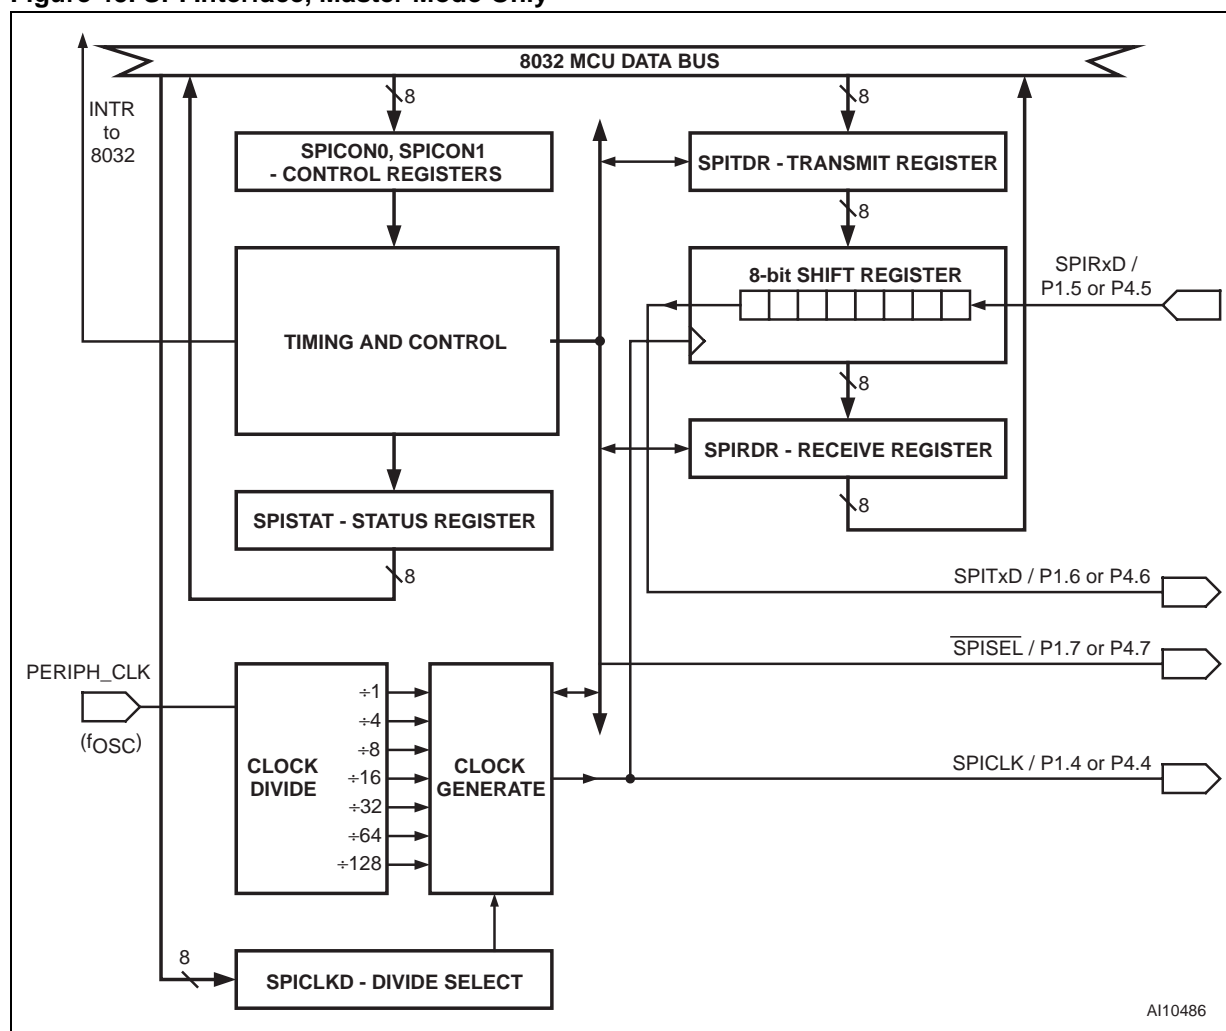 8032 MCU DATA BUS
INTR
to
8032
8
8
SPICON0, SPICON1
- CONTROL REGISTERS
SPITDR - TRANSMIT REGISTER
8
8-bit SHIFT REGISTER
SPIRxD /
P1.5 or P4.5
TIMING AND CONTROL
8
SPIRDR - RECEIVE REGISTER
SPISTAT - STATUS REGISTER
8
8
SPITxD / P1.6 or P4.6
SPISEL / P1.7 or P4.7
PERIPH_CLK
(fOSC)
CLOCK
DIVIDE
÷1
÷4
÷8
÷16
÷32
÷64
÷128
CLOCK
GENERATE
SPICLK / P1.4 or P4.4
8
SPICLKD - DIVIDE SELECT
AI10486